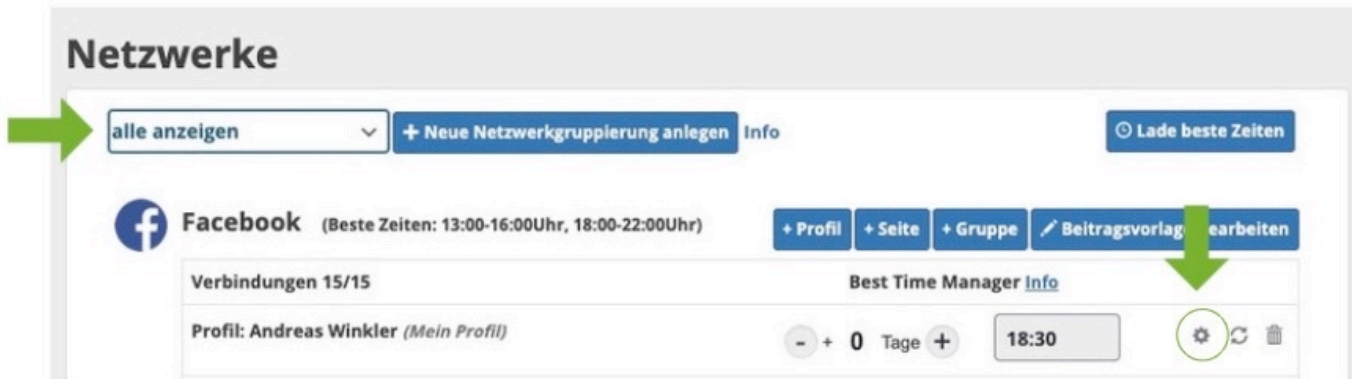 Netzwerke
alle anzeigen + Neue Netzwerkgruppierung anlegen Info Lade beste Zeiten
Facebook (Beste Zeiten: 13:00-16:00Uhr, 18:00-22:00Uhr) + Profil + Seite + Gruppe Beitragsvorlage earbeiten
Verbindungen 15/15 Best Time Manager Info
Profil: Andreas Winkler (Mein Profil) - + 0 Tage + 18:30